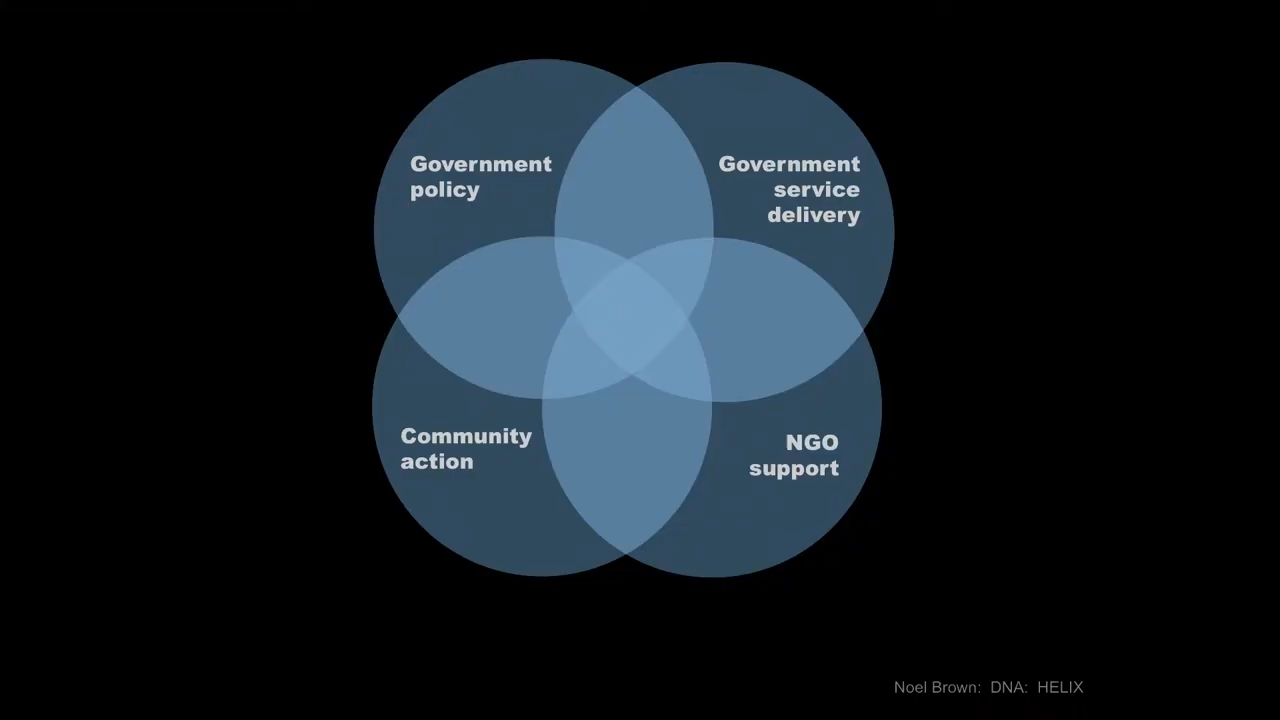 Government
policy
Government
service
delivery
Community
action
NGO
support
Noel Brown: DNA: HELIX